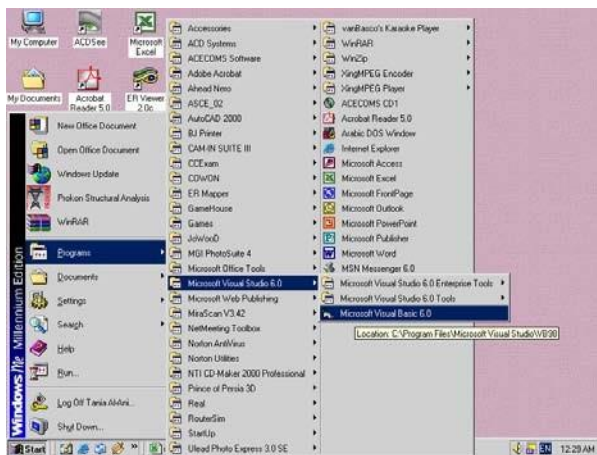 My Computer
ACDSee
Microsoft
Excel
My Documents
Acrobat
Reader 5.0
ER Viewer
2.0c
New Office Document
Open Office Document
Windows Update
Prokon Structural Analysis
WinRAR
Programs
Documents
Settings
Search
Help
Run...
Log Off Tania Al-Ani...
Shut Down...
Windows Me Millennium Edition
Accessories
ACD Systems
ACECOMS Software
Adobe Acrobat
Ahead Nero
ASCE_02
AutoCAD 2000
BJ Printer
CAM-IN SUITE III
CCExam
COWON
ER Mapper
GameHouse
Games
JoWooD
MGI PhotoSuite 4
Microsoft Office Tools
Microsoft Visual Studio 6.0
Microsoft Web Publishing
MiraScan V3.42
NetMeeting Toolbox
Norton AntiVirus
Norton Utilities
NTI CD-Maker 2000 Professional
Prince of Persia 3D
Real
RouterSim
StartUp
Ulead Photo Express 3.0 SE
vanBasco's Karaoke Player
WinRAR
WinZip
XingMPEG Encoder
XingMPEG Player
ACECOMS CD1
Acrobat Reader 5.0
Arabic DOS Window
Internet Explorer
Microsoft Access
Microsoft Excel
Microsoft FrontPage
Microsoft Outlook
Microsoft PowerPoint
Microsoft Publisher
Microsoft Word
MSN Messenger 6.0
Microsoft Visual Studio 6.0 Enterprise Tools
Microsoft Visual Studio 6.0 Tools
Microsoft Visual Basic 6.0
Location: C:\Program Files\Microsoft Visual Studio\VB98
Start
EN
12:29 AM